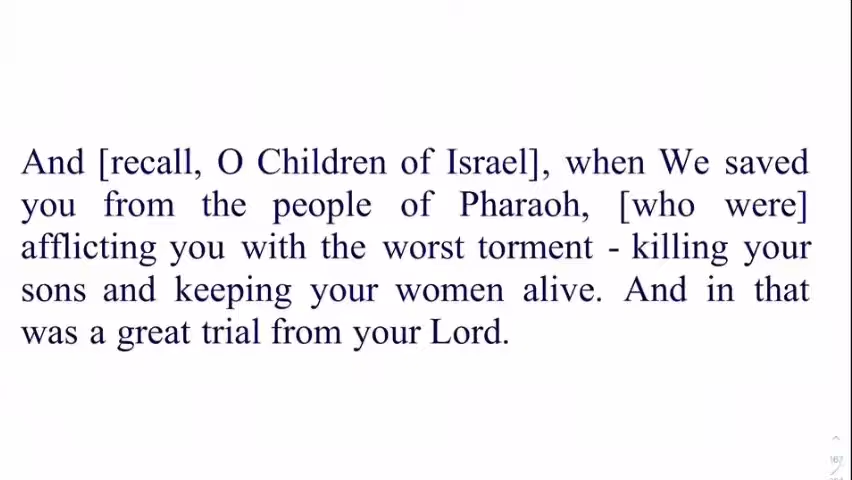 And [recall, O Children of Israel], when We saved
you from the people of Pharaoh, [who were]
afflicting you with the worst torment - killing your
sons and keeping your women alive. And in that
was a great trial from your Lord.